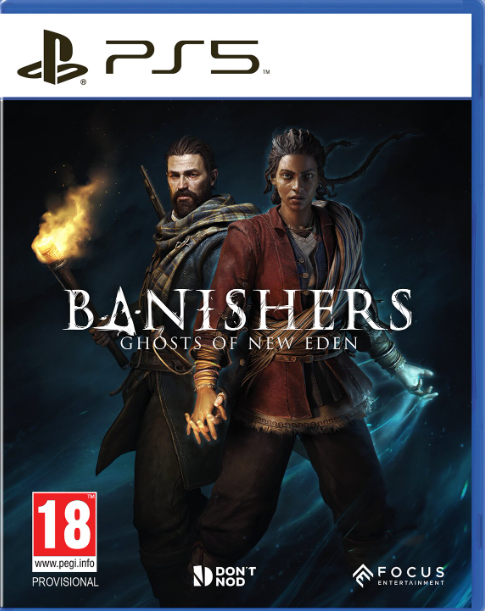 PS5
BANISHERS
GHOSTS OF NEW EDEN
18
www.pegi.info
PROVISIONAL
DON'T
NOD
FOCUS
ENTERTAINMENT